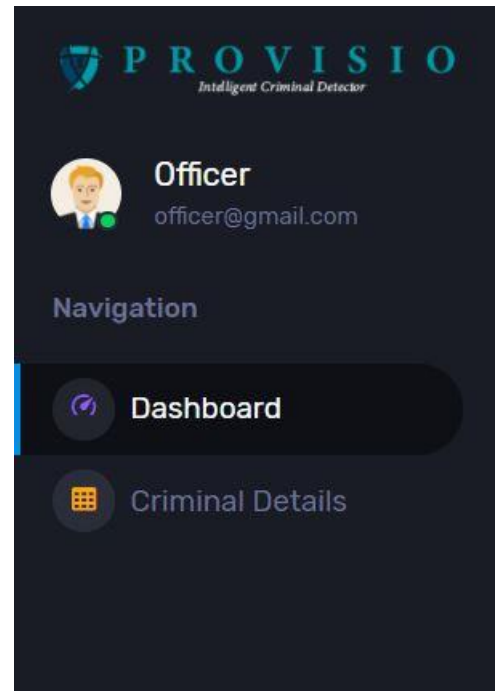 PROVISIO
Intelligent Criminal Detector
Officer
officer@gmail.com
Navigation
Dashboard
Criminal Details